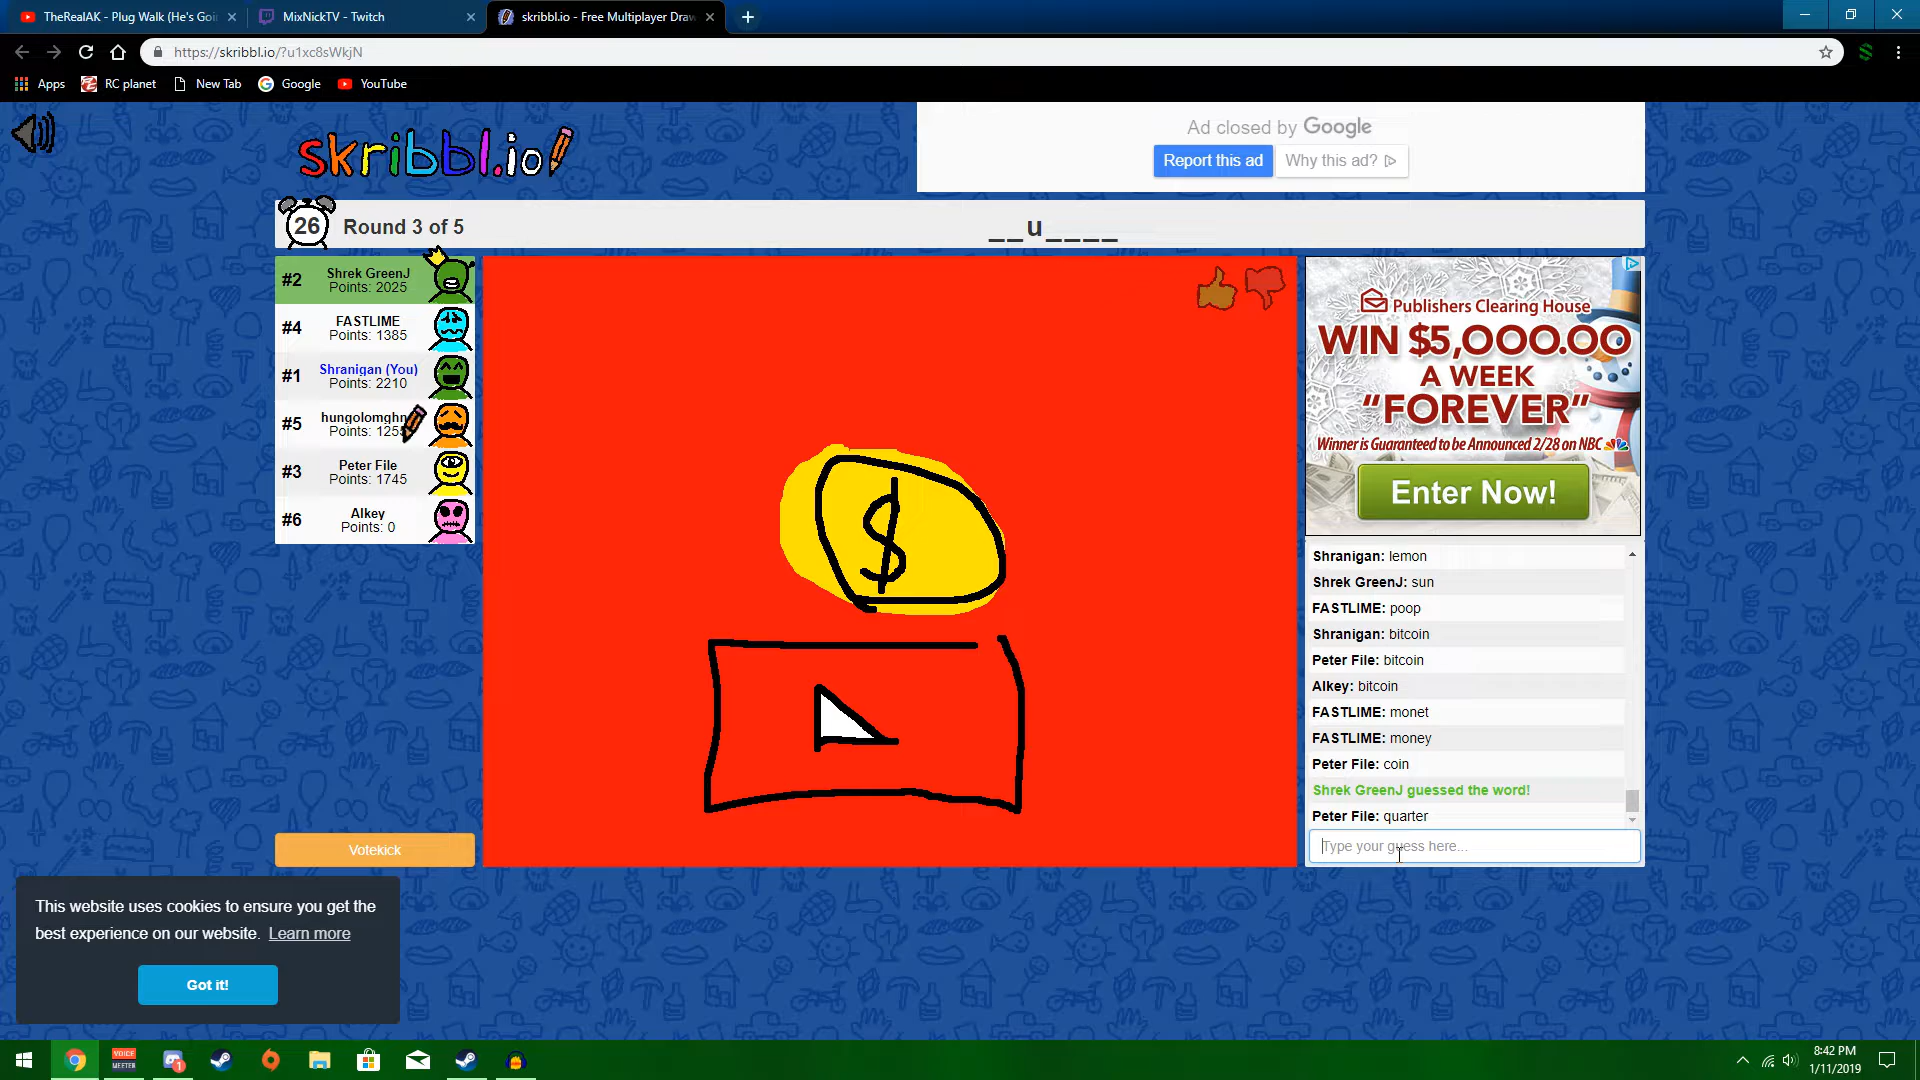 TheRealAK - Plug Walk (He's Goi
MixNickTV - Twitch
skribbl.io - Free Multiplayer Draw
https://skribbl.io/?u1xc8sWkjN
Apps
RC planet
New Tab
Google
YouTube
skribbl.io
Ad closed by Google
Report this ad
Why this ad?
26
Round 3 of 5
__u____
#2
Shrek GreenJ
Points: 2025
#4
FASTLIME
Points: 1385
#1
Shranigan (You)
Points: 2210
#5
hungolomghn
Points: 1255
#3
Peter File
Points: 1745
#6
Alkey
Points: 0
$
Publishers Clearing House
WIN $5,000.00
A WEEK
"FOREVER"
Winner is Guaranteed to be Announced 2/28 on NBC
Enter Now!
Shranigan: lemon
Shrek GreenJ: sun
FASTLIME: poop
Shranigan: bitcoin
Peter File: bitcoin
Alkey: bitcoin
FASTLIME: monet
FASTLIME: money
Peter File: coin
Shrek GreenJ guessed the word!
Peter File: quarter
Type your guess here...
Votekick
This website uses cookies to ensure you get the
best experience on our website. Learn more
Got it!
VOICE
MEETER
1
8:42 PM
1/11/2019